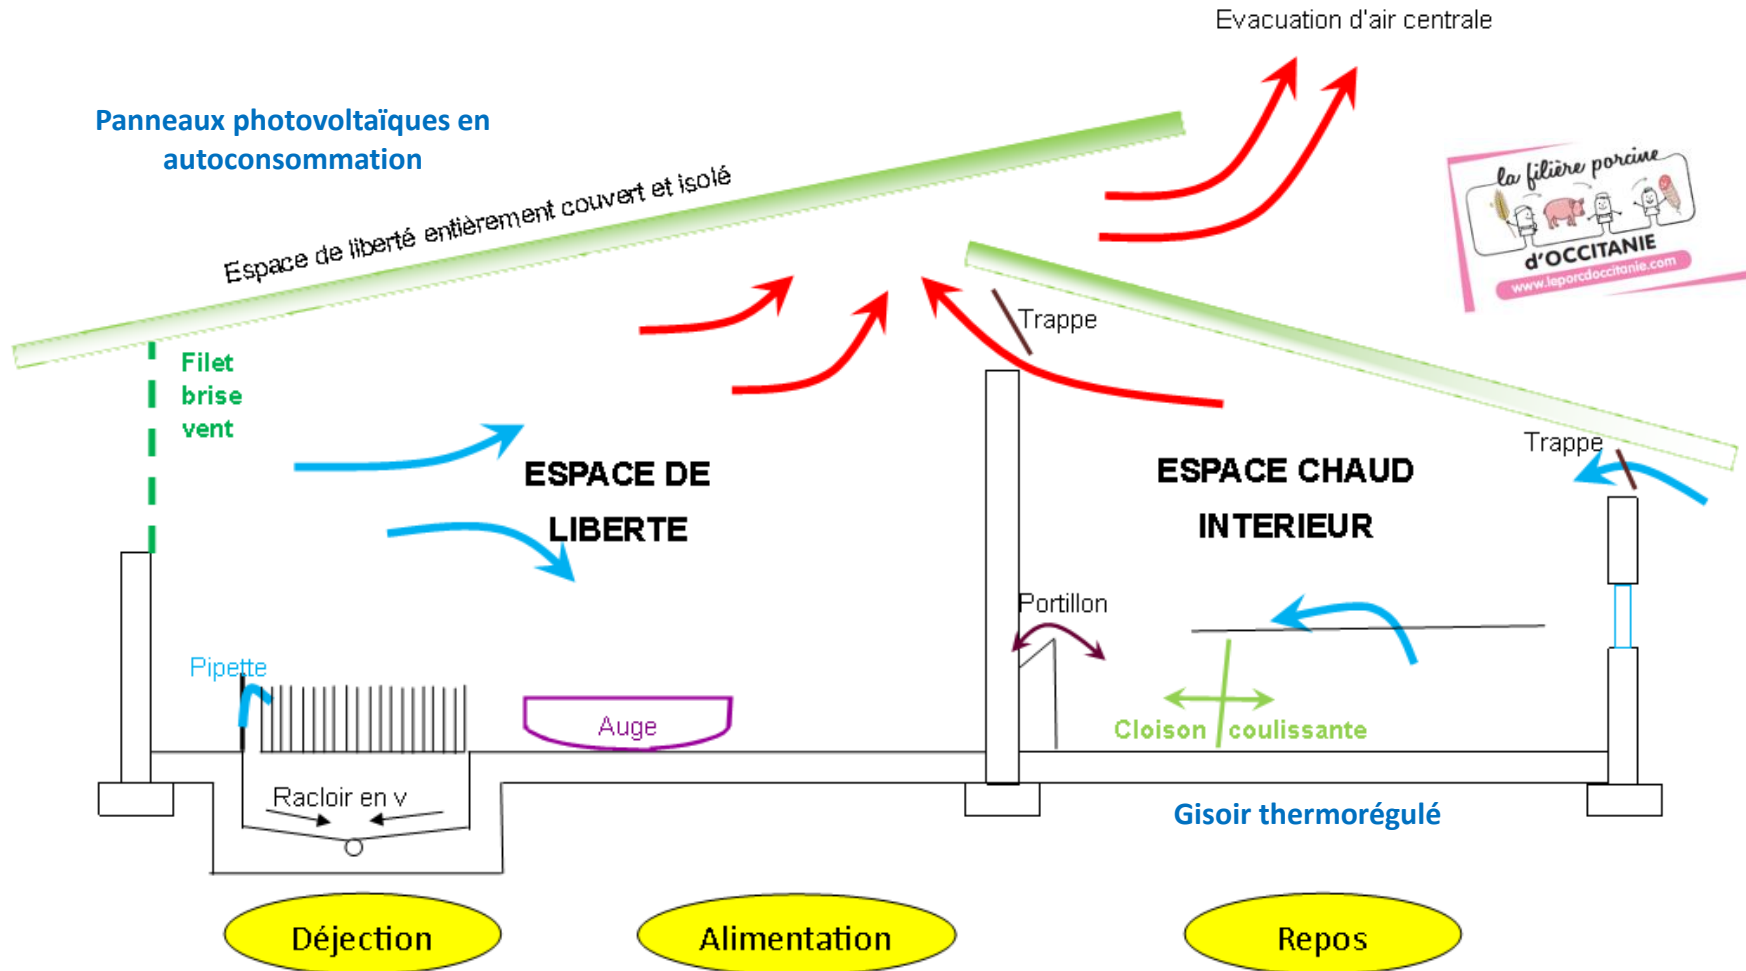 Evacuation d'air centrale
Panneaux photovoltaïques en
autoconsommation
Espace de liberté entièrement couvert et isolé
la filière porcine
d'OCCITANIE
www.leporcdoccitanie.com
Filet
brise
vent
Trappe
Trappe
ESPACE DE
LIBERTE
ESPACE CHAUD
INTERIEUR
Portillon
Pipette
Auge
Cloison coulissante
Racloir en v
Gisoir thermorégulé
Déjection
Alimentation
Repos